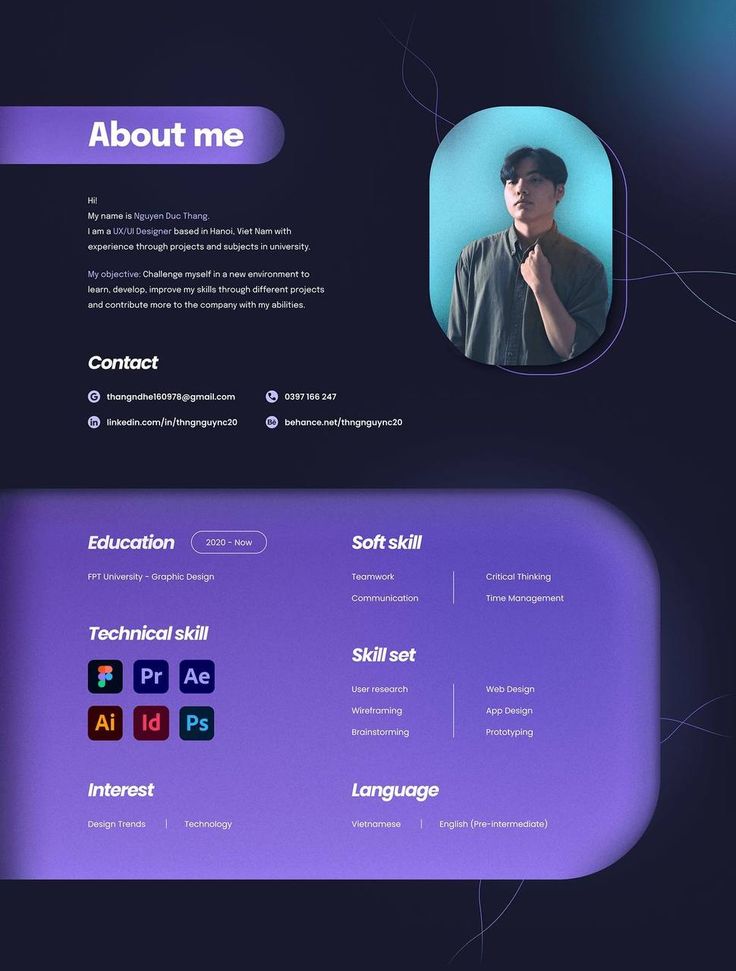 About me
Hi!
My name is Nguyen Duc Thang.
I am a UX/UI Designer based in Hanoi, Viet Nam with
experience through projects and subjects in university.
My objective: Challenge myself in a new environment to
learn, develop, improve my skills through different projects
and contribute more to the company with my abilities.
Contact
G thangndhe160978@gmail.com
0397 166 247
in linkedin.com/in/thngnguync20
Bē behance.net/thngnguync20
Education
2020 - Now
FPT University - Graphic Design
Technical skill
Pr Ae
Ai Id Ps
Interest
Design Trends | Technology
Soft skill
Teamwork
Communication
Critical Thinking
Time Management
Skill set
User research
Wireframing
Brainstorming
Web Design
App Design
Prototyping
Language
Vietnamese | English (Pre-intermediate)